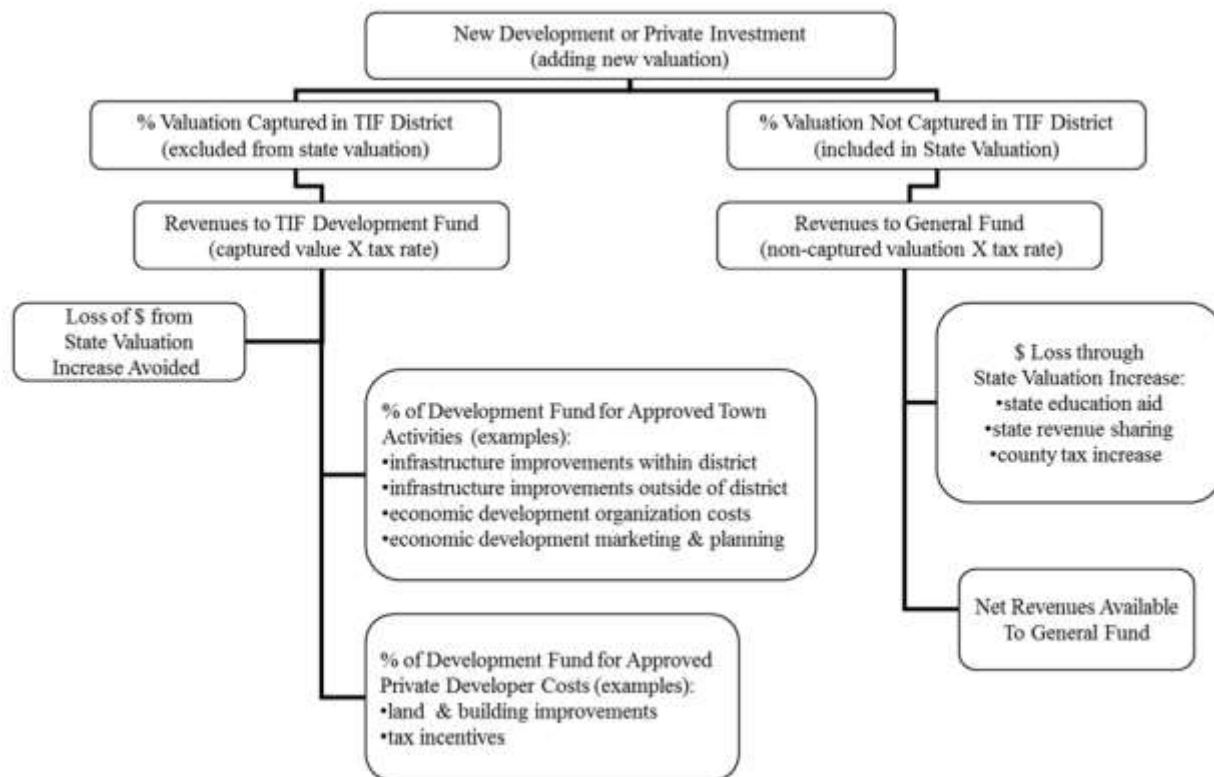 New Development or Private Investment
(adding new valuation)
% Valuation Captured in TIF District
(excluded from state valuation)
% Valuation Not Captured in TIF District
(included in State Valuation)
Revenues to TIF Development Fund
(captured value X tax rate)
Revenues to General Fund
(non-captured valuation X tax rate)
Loss of $ from
State Valuation
Increase Avoided
$ Loss through
State Valuation Increase:
•state education aid
•state revenue sharing
•county tax increase
% of Development Fund for Approved Town
Activities (examples):
•infrastructure improvements within district
•infrastructure improvements outside of district
•economic development organization costs
•economic development marketing & planning
Net Revenues Available
To General Fund
% of Development Fund for Approved
Private Developer Costs (examples):
•land & building improvements
•tax incentives